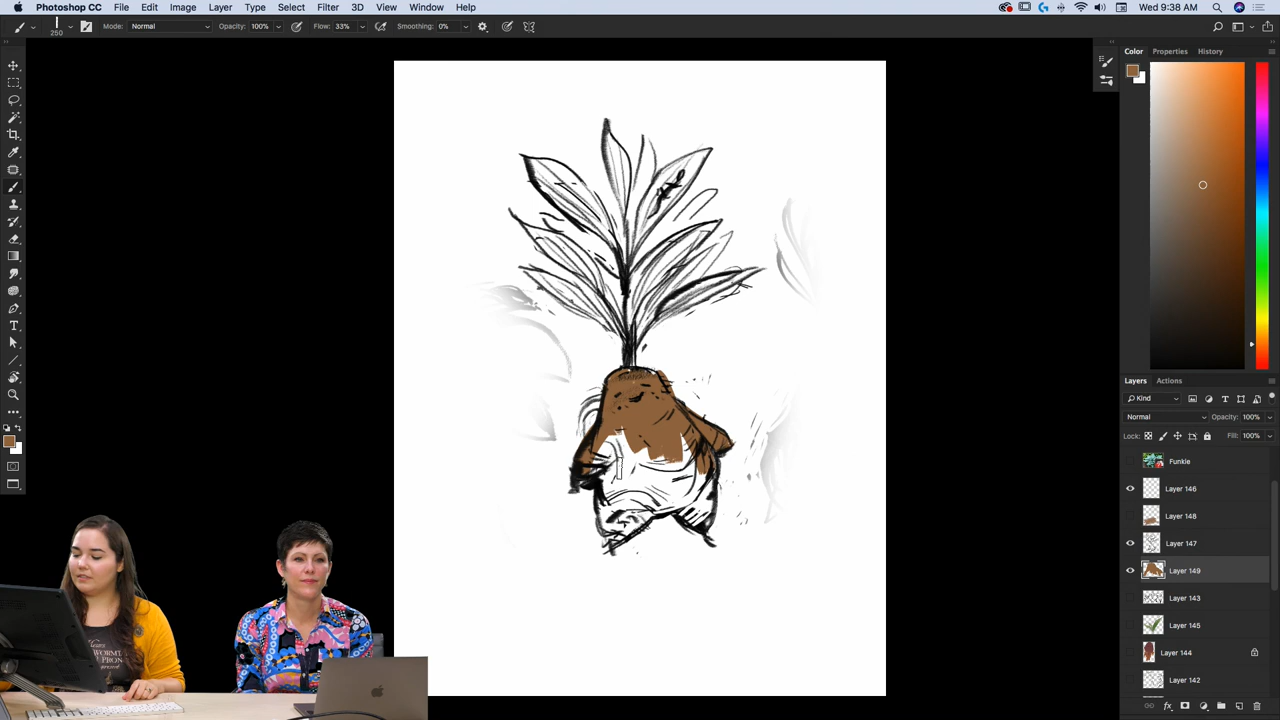 Photoshop CC File Edit Image Layer Type Select Filter 3D View Window Help Wed 9:38 AM
250 Mode: Normal Opacity: 100% Flow: 33% Smoothing: 0%
Color Properties History
Layers Actions
Kind
Normal Opacity: 100%
Lock: Fill: 100%
Funkie
Layer 146
Layer 148
Layer 147
Layer 149
Layer 143
Layer 145
Layer 144
Layer 142